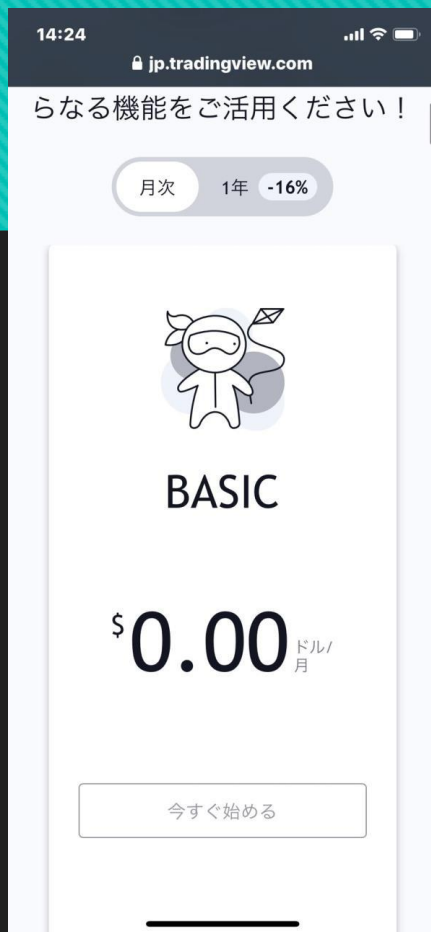 14:24
jp.tradingview.com
らなる機能をご活用ください！
月次 1年 -16%
BASIC
$0.00 ドル/
月
今すぐ始める